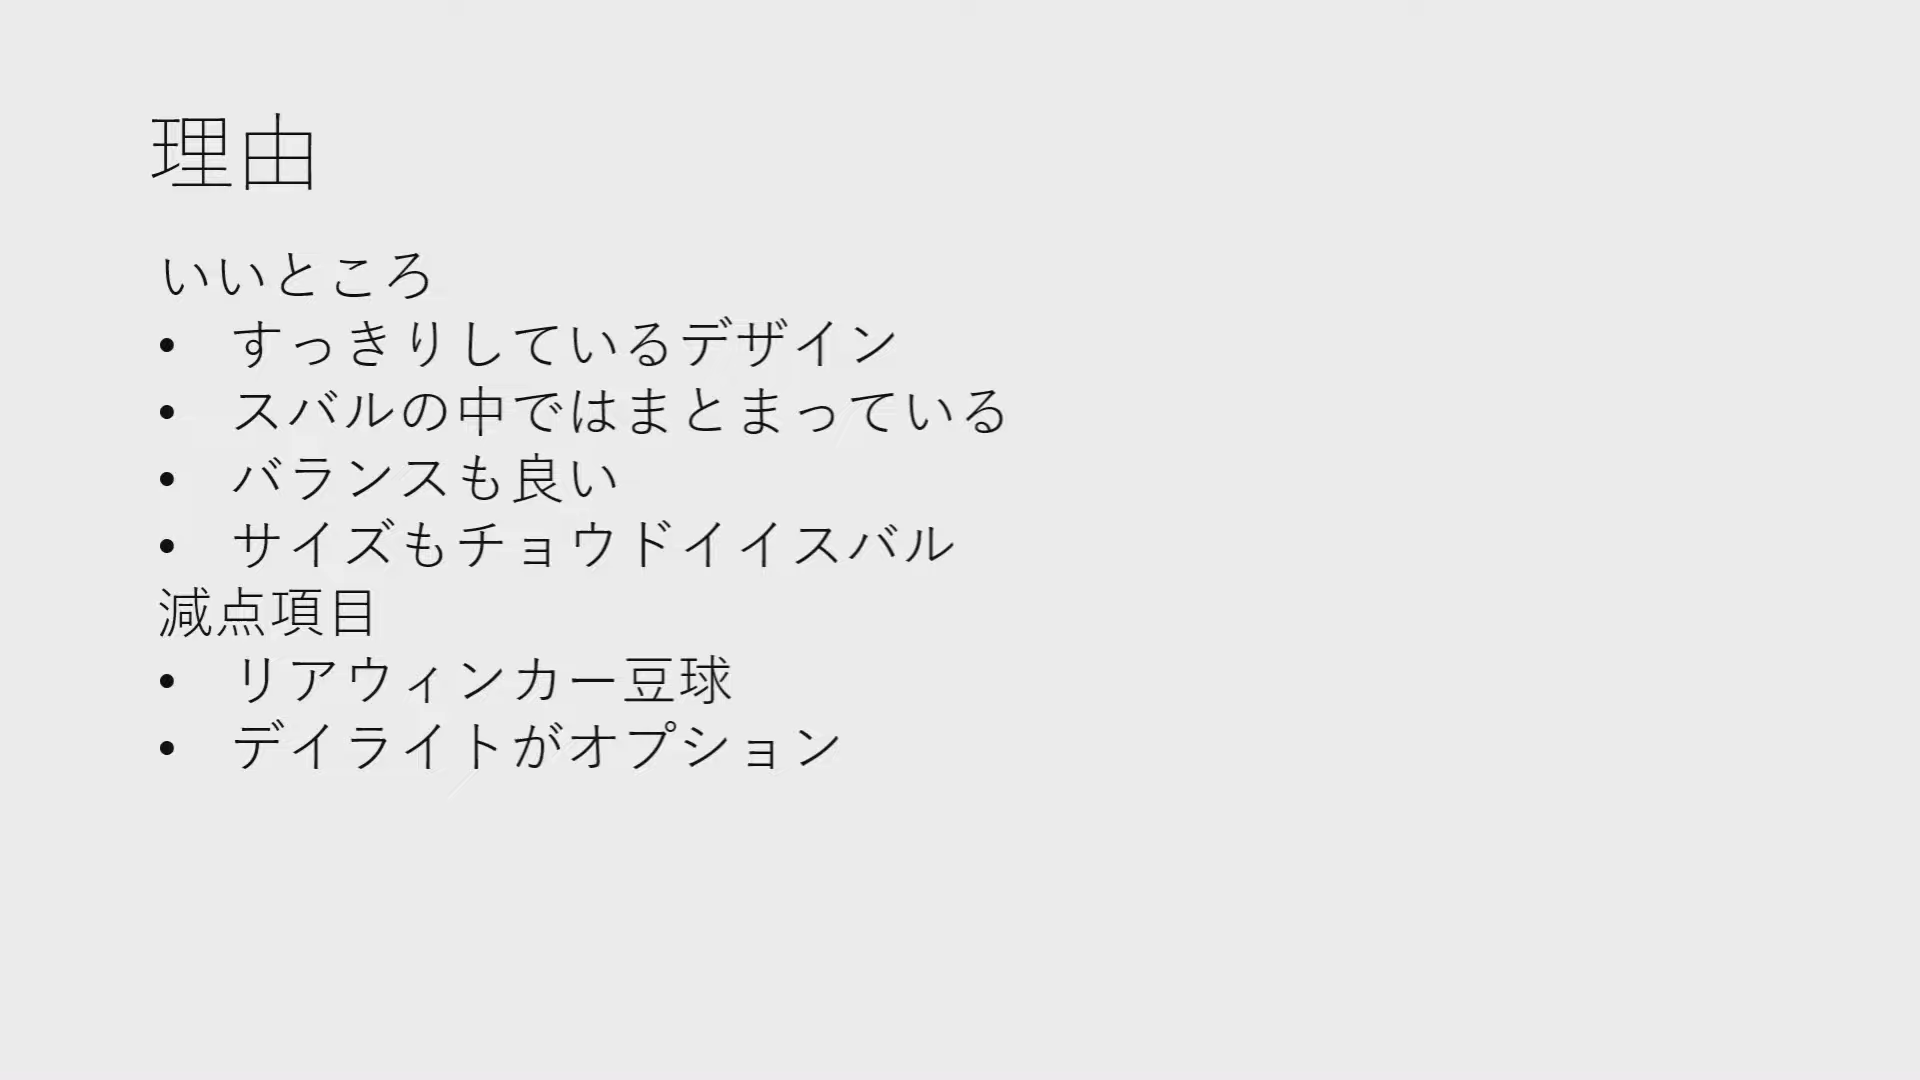 理由
いいところ
• すっきりしているデザイン
• スバルの中ではまとまっている
• バランスも良い
• サイズもチョウドイイスバル
減点項目
• リアウィンカー豆球
• デイライトがオプション